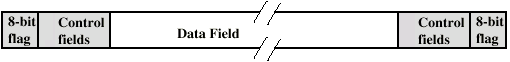 8-bit flag
Control fields
Data Field
Control fields
8-bit flag